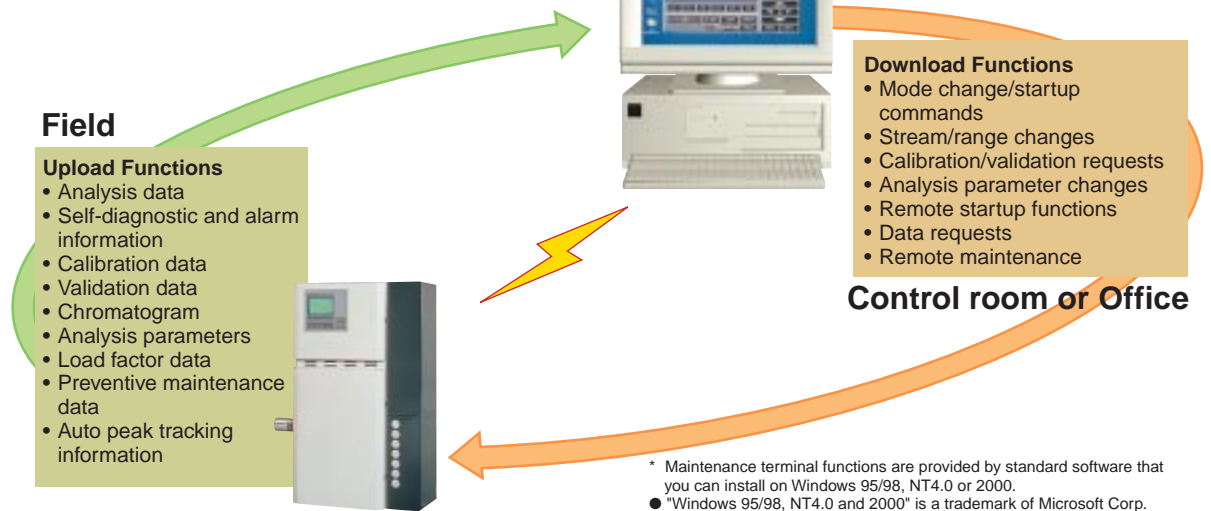 Field
Upload Functions
• Analysis data
• Self-diagnostic and alarm
information
• Calibration data
• Validation data
• Chromatogram
• Analysis parameters
• Load factor data
• Preventive maintenance
data
• Auto peak tracking
information
Download Functions
• Mode change/startup
commands
• Stream/range changes
• Calibration/validation requests
• Analysis parameter changes
• Remote startup functions
• Data requests
• Remote maintenance
Control room or Office
* Maintenance terminal functions are provided by standard software that
you can install on Windows 95/98, NT4.0 or 2000.
● "Windows 95/98, NT4.0 and 2000" is a trademark of Microsoft Corp.